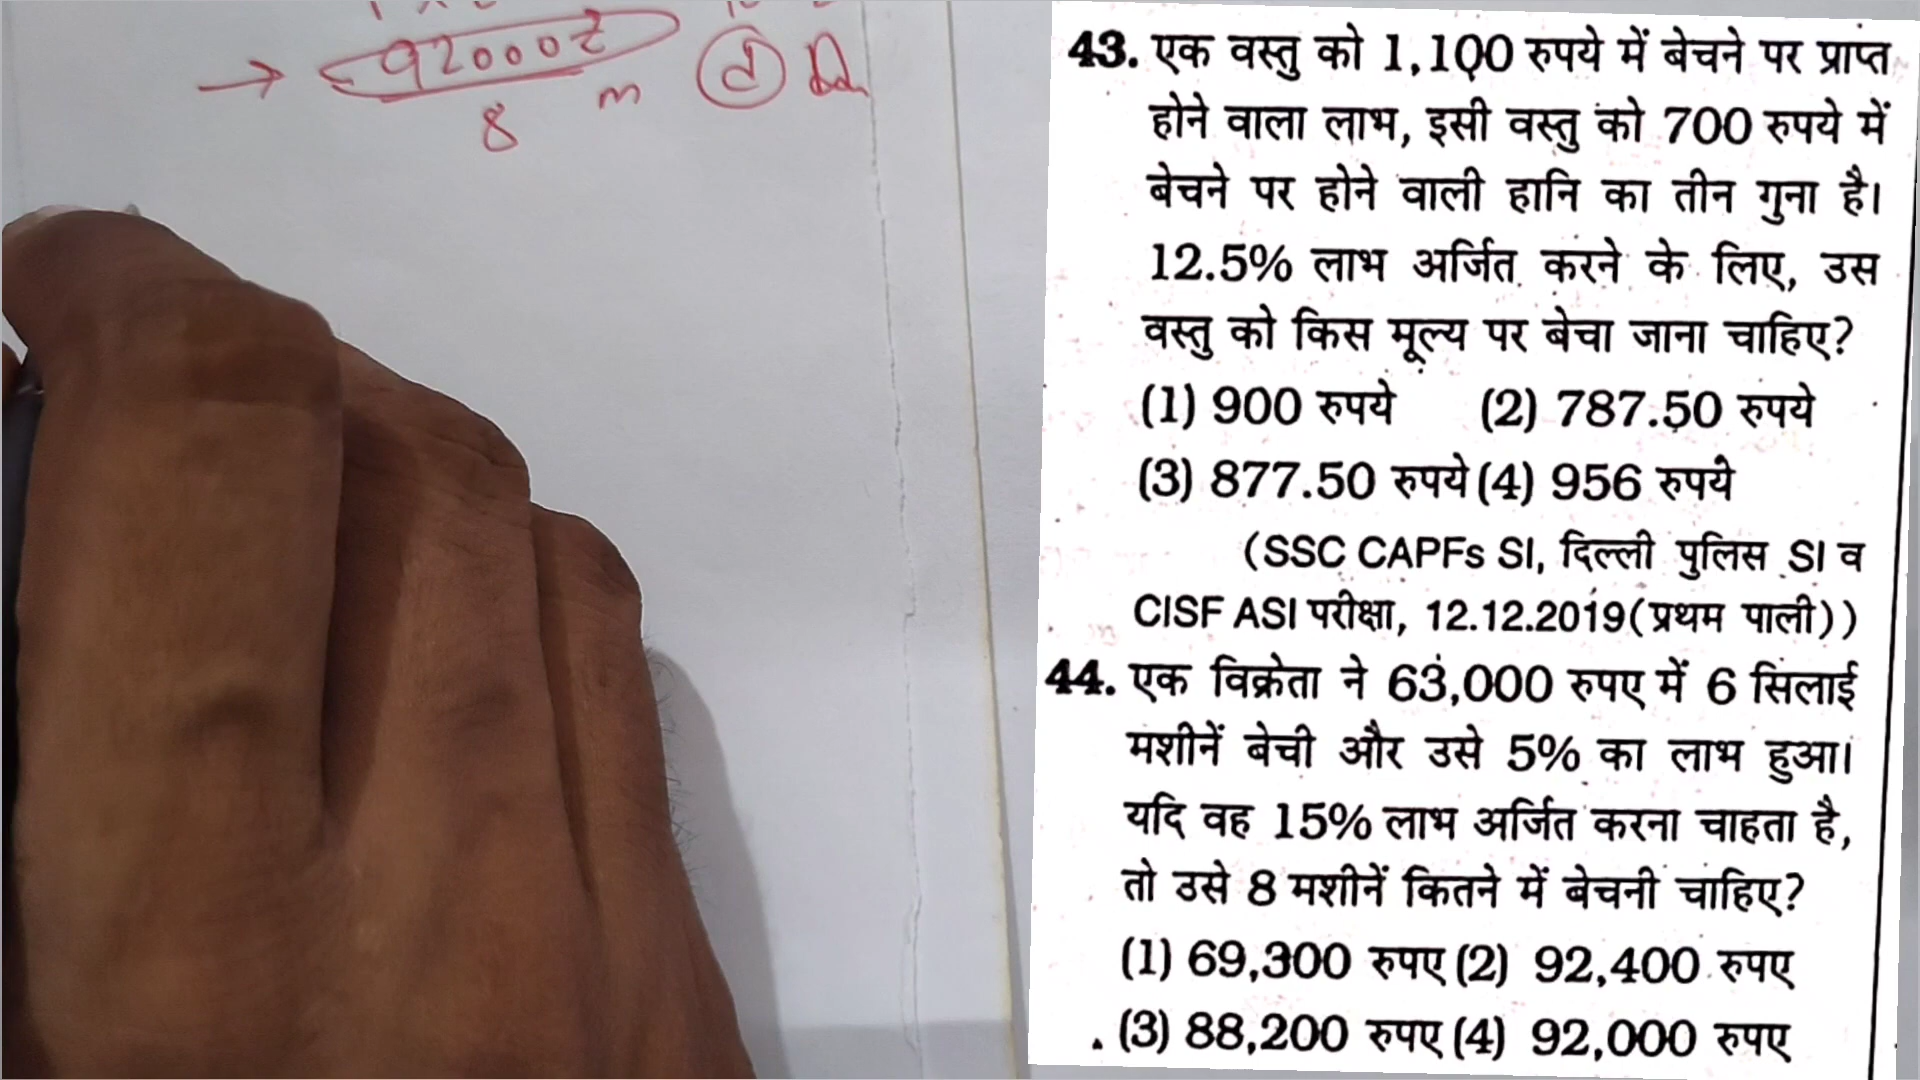 → 92000₹
8 m (d)
43. एक वस्तु को 1,100 रुपये में बेचने पर प्राप्त
होने वाला लाभ, इसी वस्तु को 700 रुपये में
बेचने पर होने वाली हानि का तीन गुना है।
12.5% लाभ अर्जित करने के लिए, उस
वस्तु को किस मूल्य पर बेचा जाना चाहिए?
(1) 900 रुपये (2) 787.50 रुपये
(3) 877.50 रुपये (4) 956 रुपये
(SSC CAPFs SI, दिल्ली पुलिस SI व
CISF ASI परीक्षा, 12.12.2019(प्रथम पाली))
44. एक विक्रेता ने 63,000 रुपए में 6 सिलाई
मशीनें बेची और उसे 5% का लाभ हुआ।
यदि वह 15% लाभ अर्जित करना चाहता है,
तो उसे 8 मशीनें कितने में बेचनी चाहिए?
(1) 69,300 रुपए (2) 92,400 रुपए
(3) 88,200 रुपए (4) 92,000 रुपए